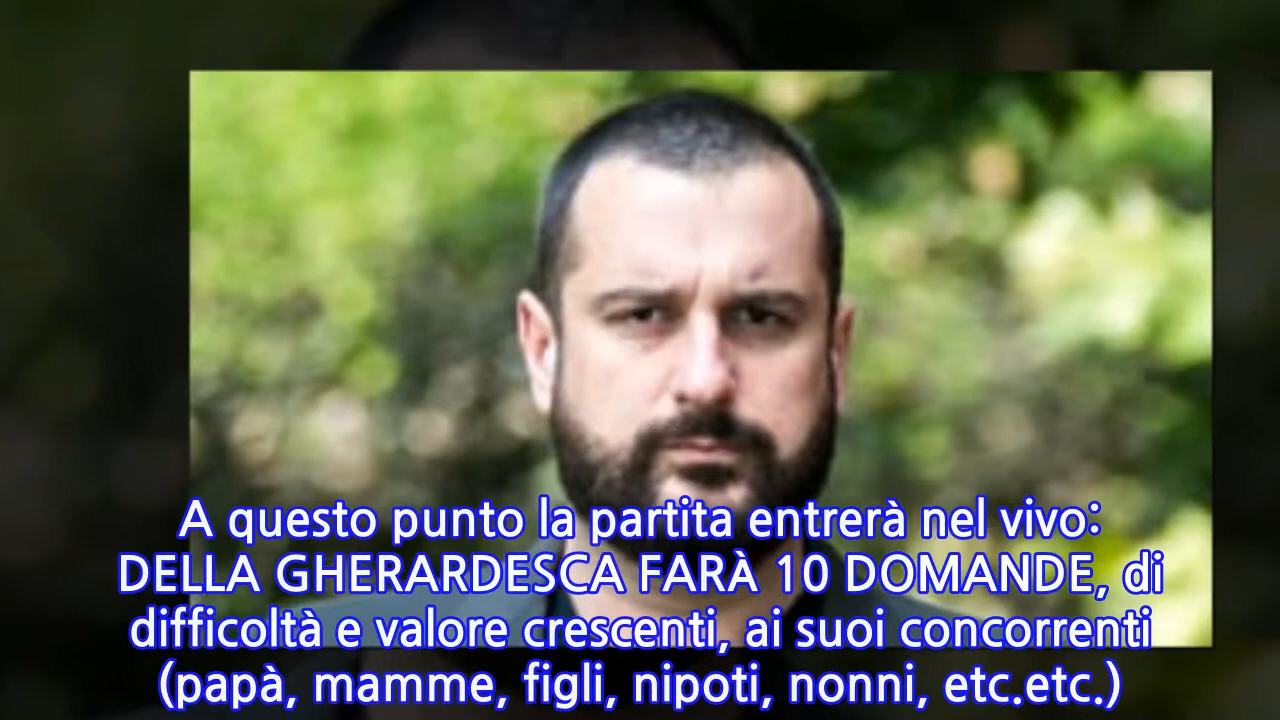 A questo punto la partita entrerà nel vivo:
DELLA GHERARDESCA FARÀ 10 DOMANDE, di
difficoltà e valore crescenti, ai suoi concorrenti
(papà, mamme, figli, nipoti, nonni, etc.etc.)